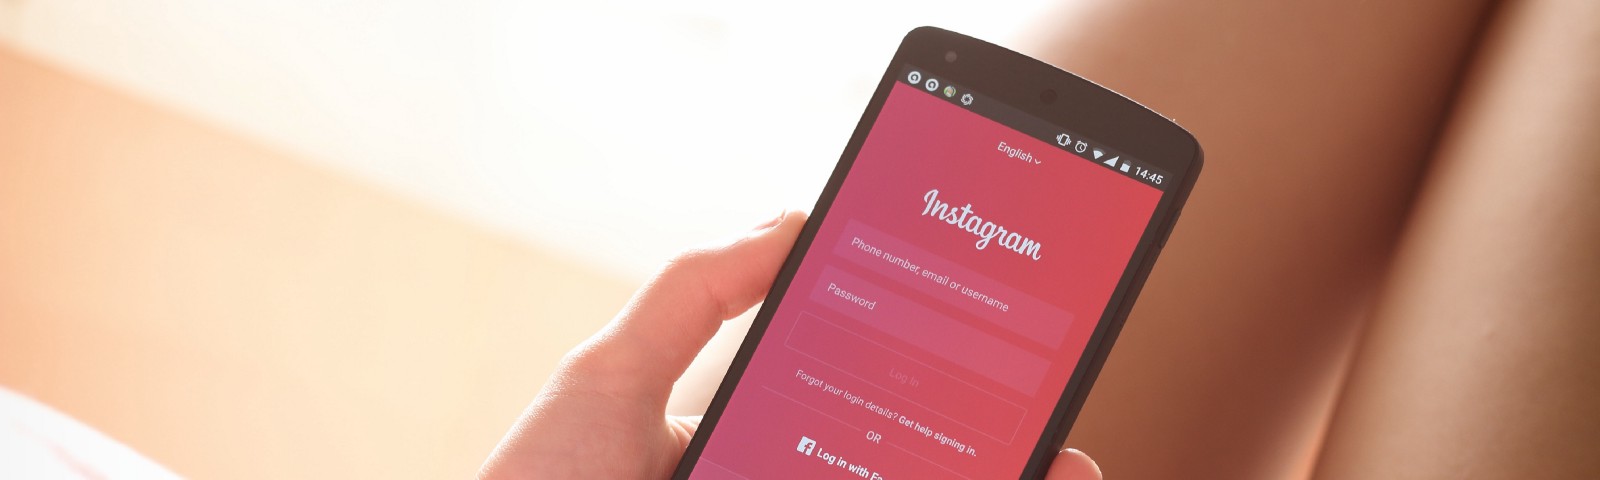 14:45
English
Instagram
Phone number, email or username
Password
Log In
Forgot your login details? Get help signing in.
OR
Log in with